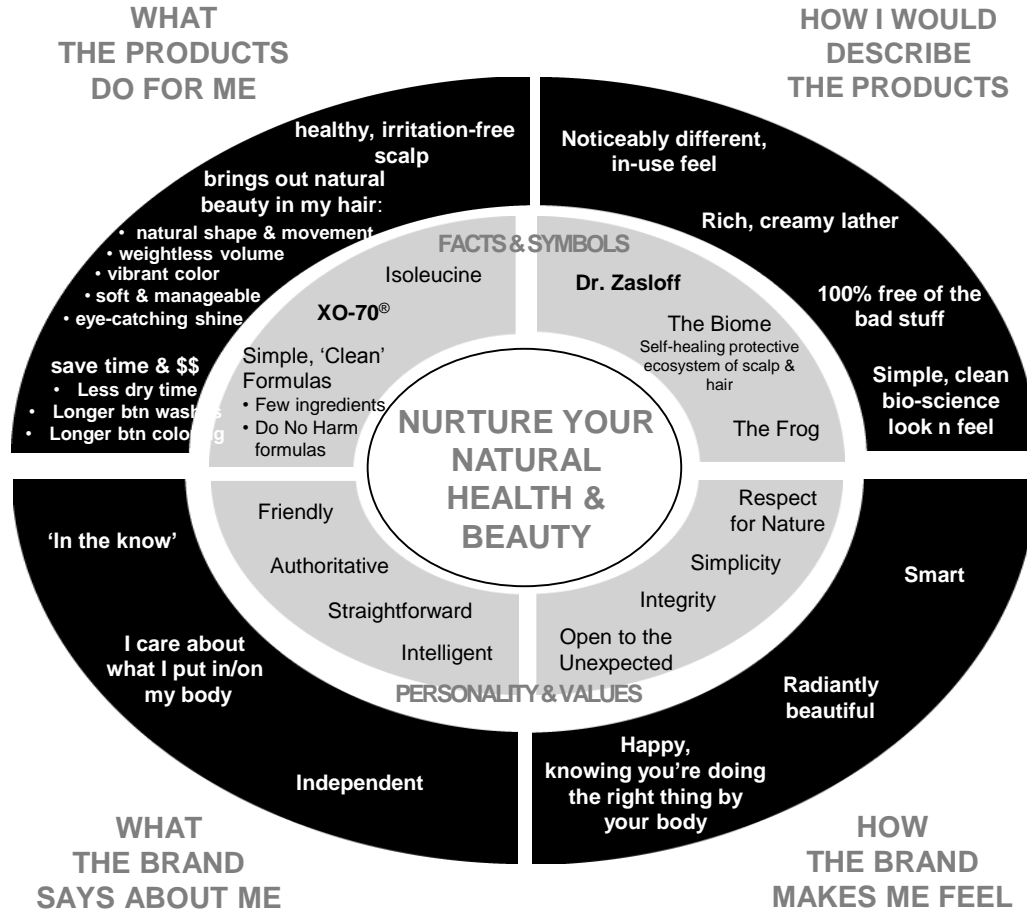 WHAT
THE PRODUCTS
DO FOR ME
HOW I WOULD
DESCRIBE
THE PRODUCTS
healthy, irritation-free
scalp
brings out natural
beauty in my hair:
• natural shape & movement
• weightless volume
• vibrant color
• soft & manageable
• eye-catching shine
save time & $$
• Less dry time
• Longer btn washes
• Longer btn coloring
Noticeably different,
in-use feel
Rich, creamy lather
100% free of the
bad stuff
Simple, clean
bio-science
look n feel
FACTS & SYMBOLS
Isoleucine
XO-70®
Simple, ‘Clean’
Formulas
• Few ingredients
• Do No Harm
formulas
Dr. Zasloff
The Biome
Self-healing protective
ecosystem of scalp &
hair
The Frog
NURTURE YOUR
NATURAL
HEALTH &
BEAUTY
Friendly
Authoritative
Straightforward
Intelligent
Respect
for Nature
Simplicity
Integrity
Open to the
Unexpected
PERSONALITY & VALUES
‘In the know’
I care about
what I put in/on
my body
Independent
Smart
Radiantly
beautiful
Happy,
knowing you’re doing
the right thing by
your body
WHAT
THE BRAND
SAYS ABOUT ME
HOW
THE BRAND
MAKES ME FEEL